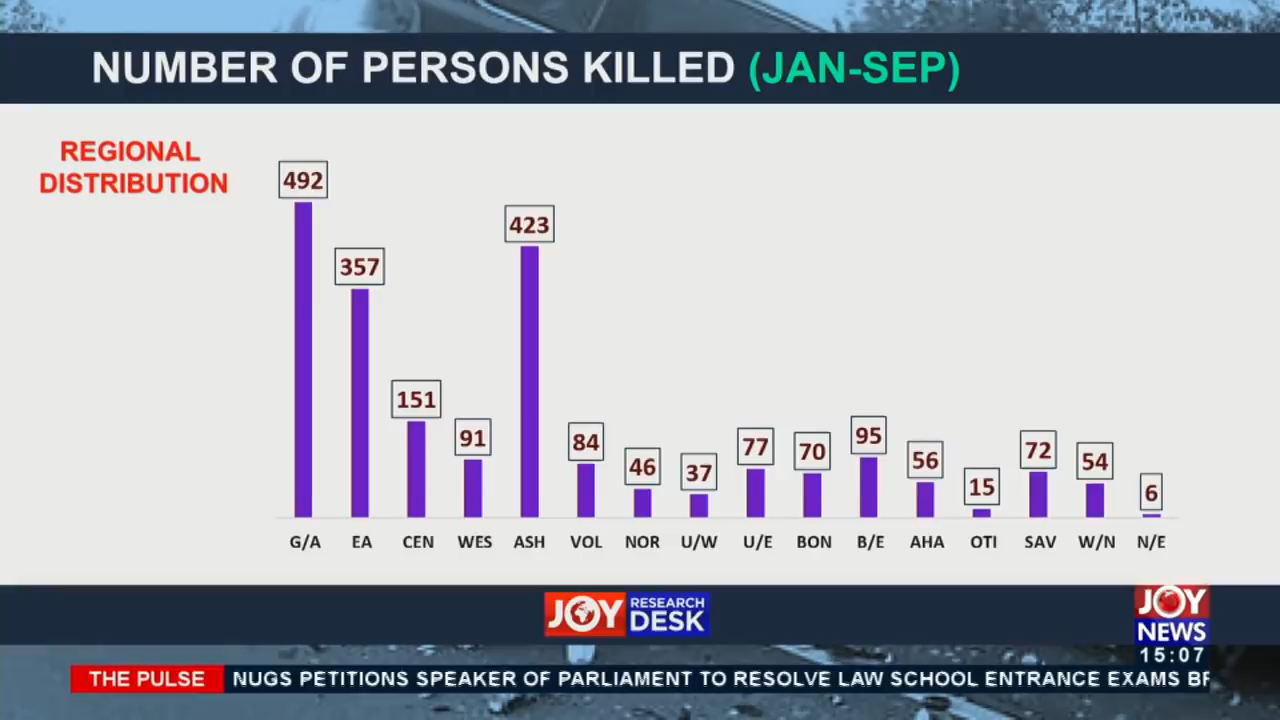 NUMBER OF PERSONS KILLED (JAN-SEP)
REGIONAL
DISTRIBUTION
492
357
151
91
423
84
46
37
77
70
95
56
15
72
54
6
G/A EA CEN WES ASH VOL NOR U/W U/E BON B/E AHA OTI SAV W/N N/E
JOY RESEARCH DESK
JOY
NEWS
15:07
THE PULSE NUGS PETITIONS SPEAKER OF PARLIAMENT TO RESOLVE LAW SCHOOL ENTRANCE EXAMS